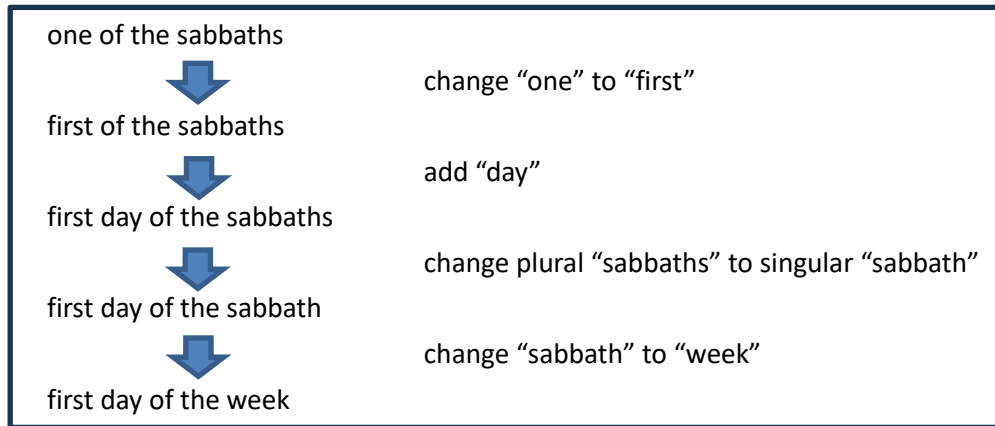 one of the sabbaths
change “one” to “first”
first of the sabbaths
add “day”
first day of the sabbaths
change plural “sabbaths” to singular “sabbath”
first day of the sabbath
change “sabbath” to “week”
first day of the week